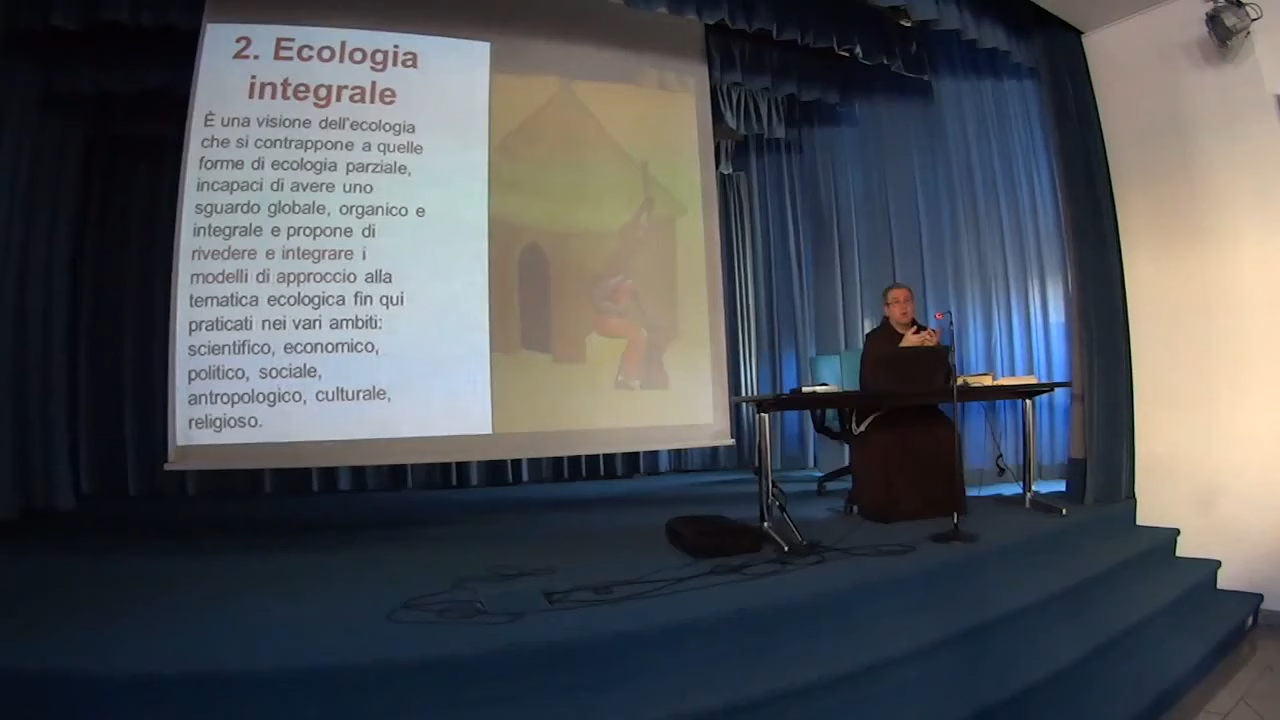 2. Ecologia
integrale
È una visione dell'ecologia
che si contrappone a quelle
forme di ecologia parziale,
incapaci di avere uno
sguardo globale, organico e
integrale e propone di
rivedere e integrare i
modelli di approccio alla
tematica ecologica fin qui
praticati nei vari ambiti:
scientifico, economico,
politico, sociale,
antropologico, culturale,
religioso.